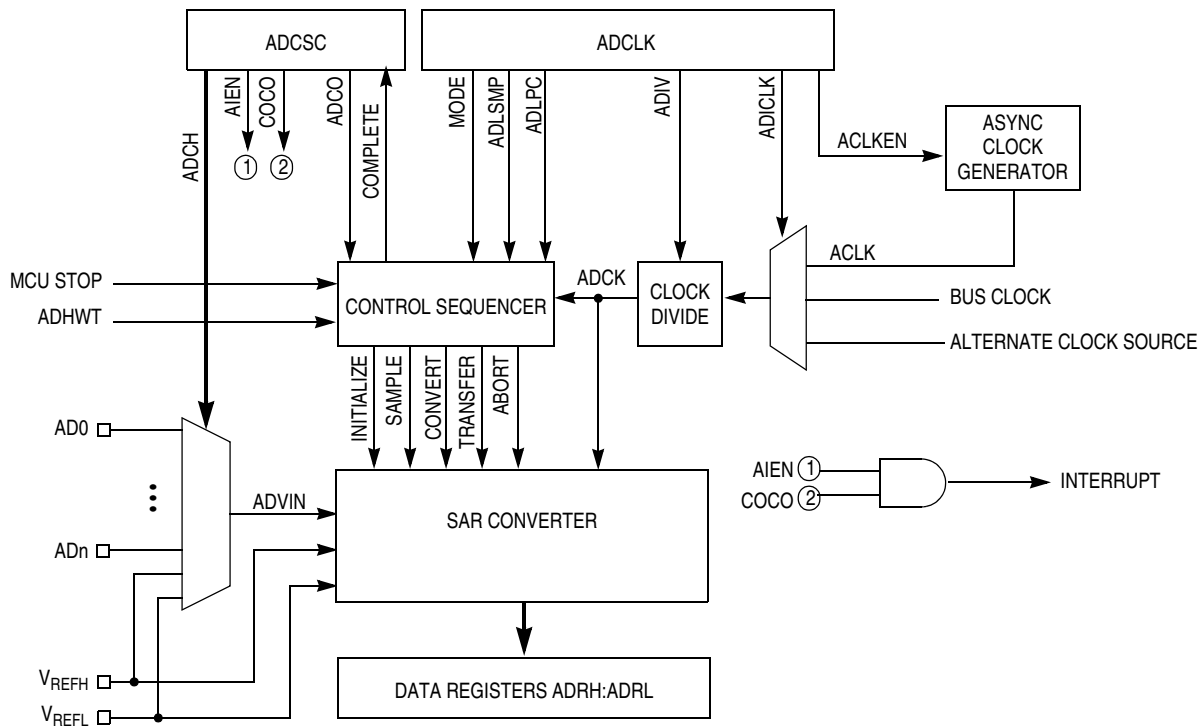 ADCSC
ADCLK
ADCH
AIEN
COCO
ADCO
COMPLETE
MODE
ADLSMP
ADLPC
ADIV
ADICLK
ACLKEN
ASYNC
CLOCK
GENERATOR
1
2
MCU STOP
ADHWT
CONTROL SEQUENCER
ADCK
CLOCK
DIVIDE
ACLK
BUS CLOCK
ALTERNATE CLOCK SOURCE
INITIALIZE
SAMPLE
CONVERT
TRANSFER
ABORT
AD0
•••
ADn
ADVIN
SAR CONVERTER
AIEN 1
COCO 2
INTERRUPT
VREFH
VREFL
DATA REGISTERS ADRH:ADRL